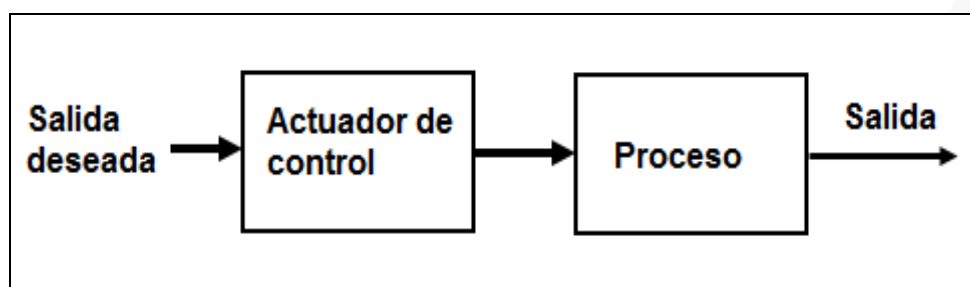 Salida
deseada
Actuador de
control
Proceso
Salida